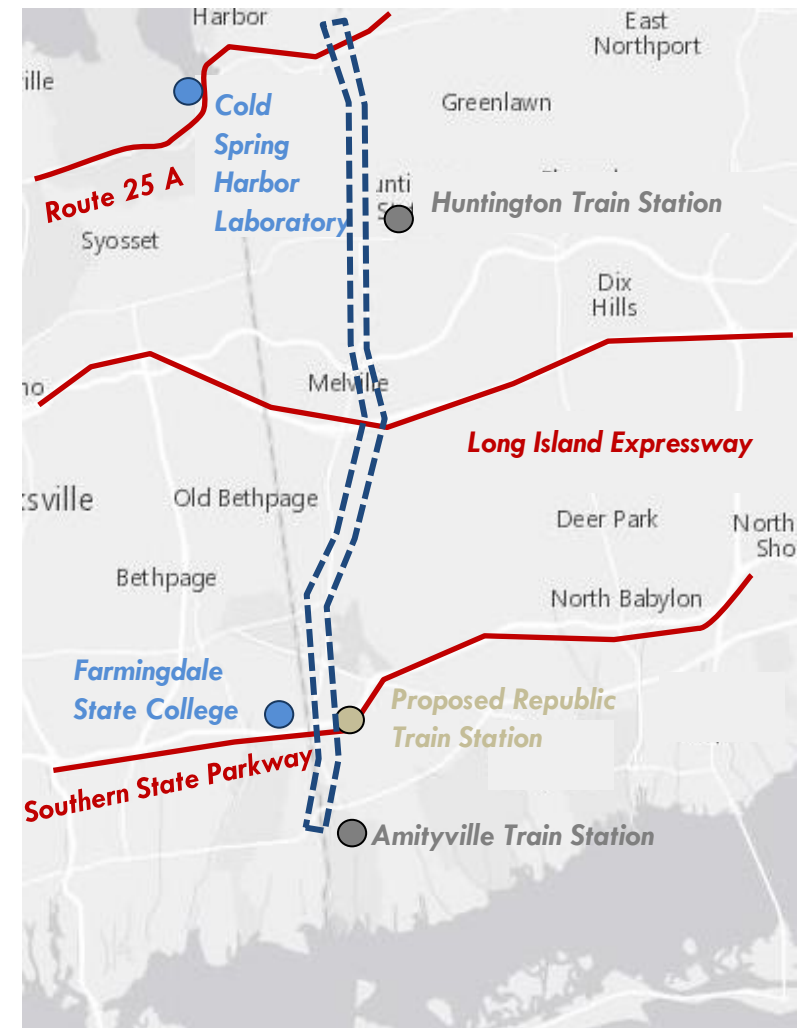 Harbor
East
Northport
ville
Cold
Spring
Harbor
Laboratory
Greenlawn
Route 25 A
Huntington Train Station
Syosset
Dix
Hills
Melville
Long Island Expressway
Old Bethpage
Deer Park
North
Sho
Bethpage
North Babylon
Farmingdale
State College
Proposed Republic
Train Station
Southern State Parkway
Amityville Train Station